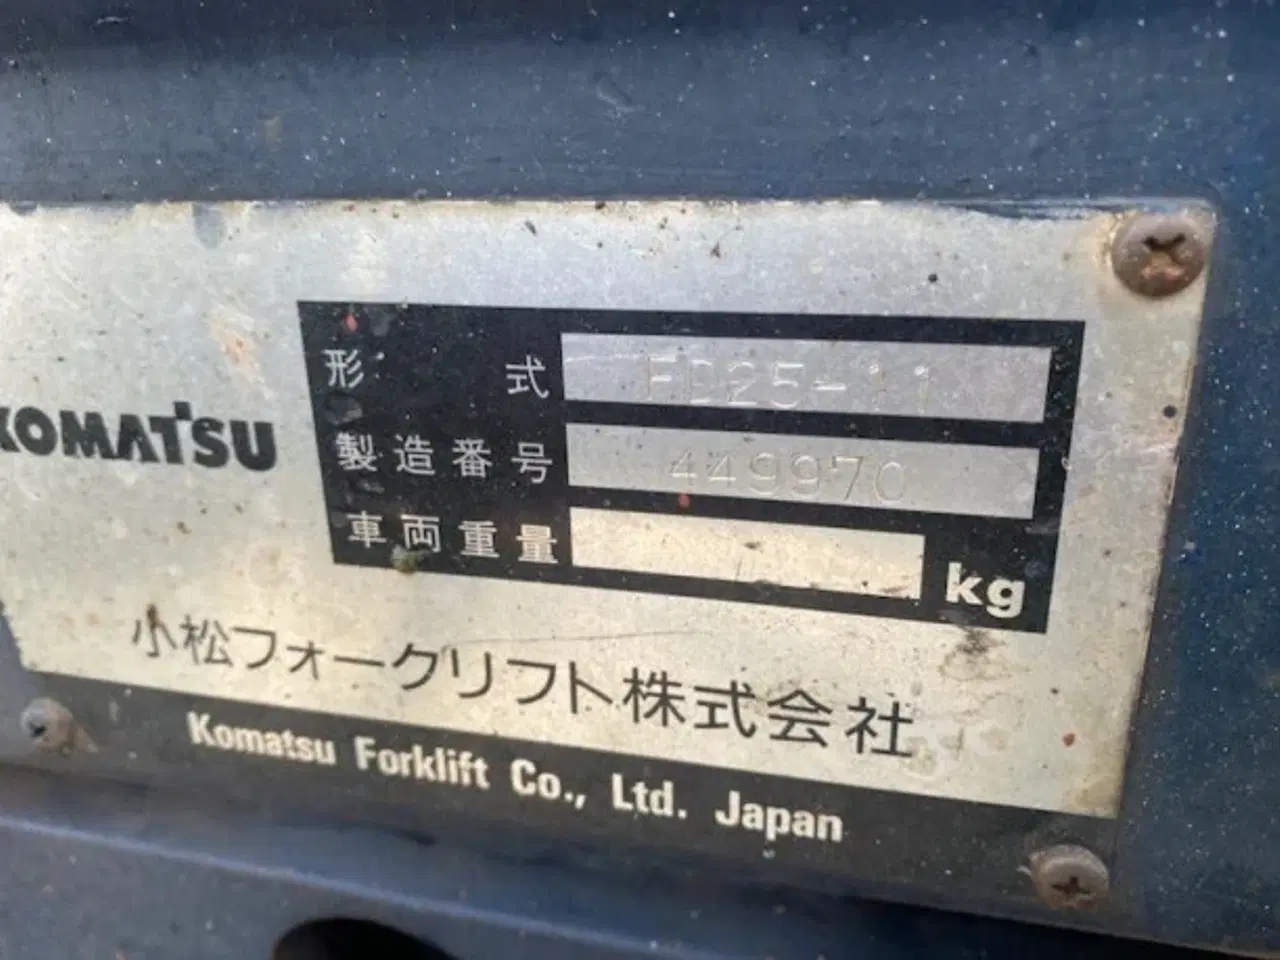 KOMATSU
形式 FD25-11
製造番号 449970
車両重量 kg
小松フォークリフト株式会社
Komatsu Forklift Co., Ltd. Japan